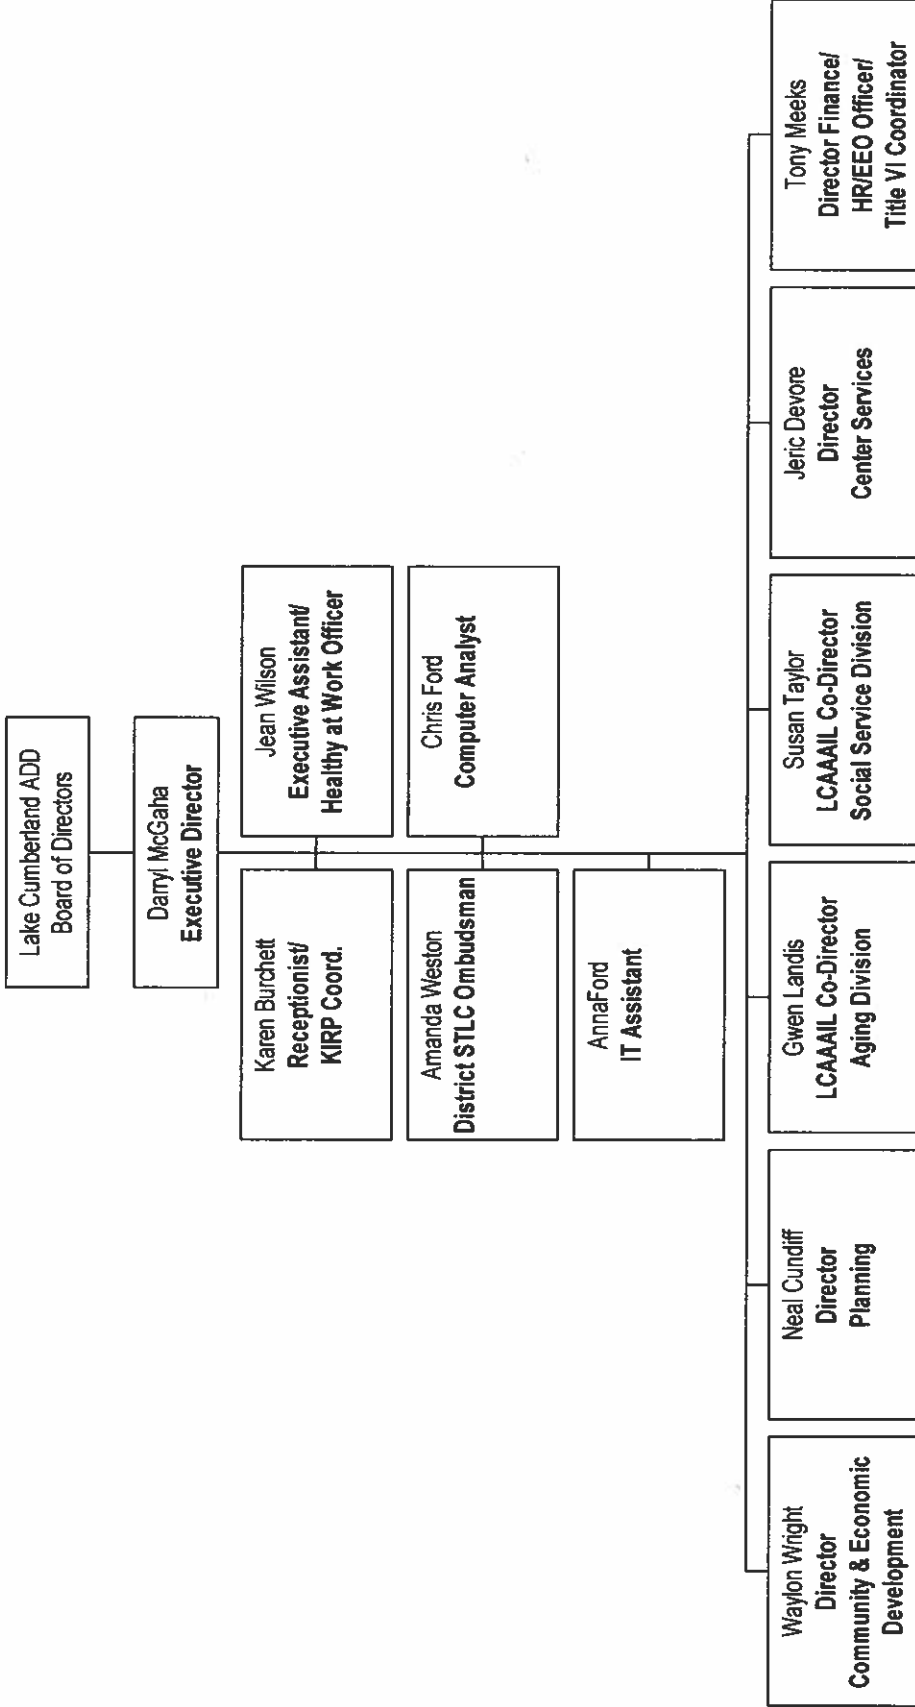 Lake Cumberland ADD
Board of Directors
Darryl McGaha
Executive Director
Karen Burchett
Receptionist/
KIRP Coord.
Jean Wilson
Executive Assistant/
Healthy at Work Officer
Amanda Weston
District STLC Ombudsman
Chris Ford
Computer Analyst
AnnaFord
IT Assistant
Waylon Wright
Director
Community & Economic
Development
Neal Cundiff
Director
Planning
Gwen Landis
LCAAAIL Co-Director
Aging Division
Susan Taylor
LCAAAIL Co-Director
Social Service Division
Jeric Devore
Director
Center Services
Tony Meeks
Director Finance/
HR/EEO Officer/
Title VI Coordinator